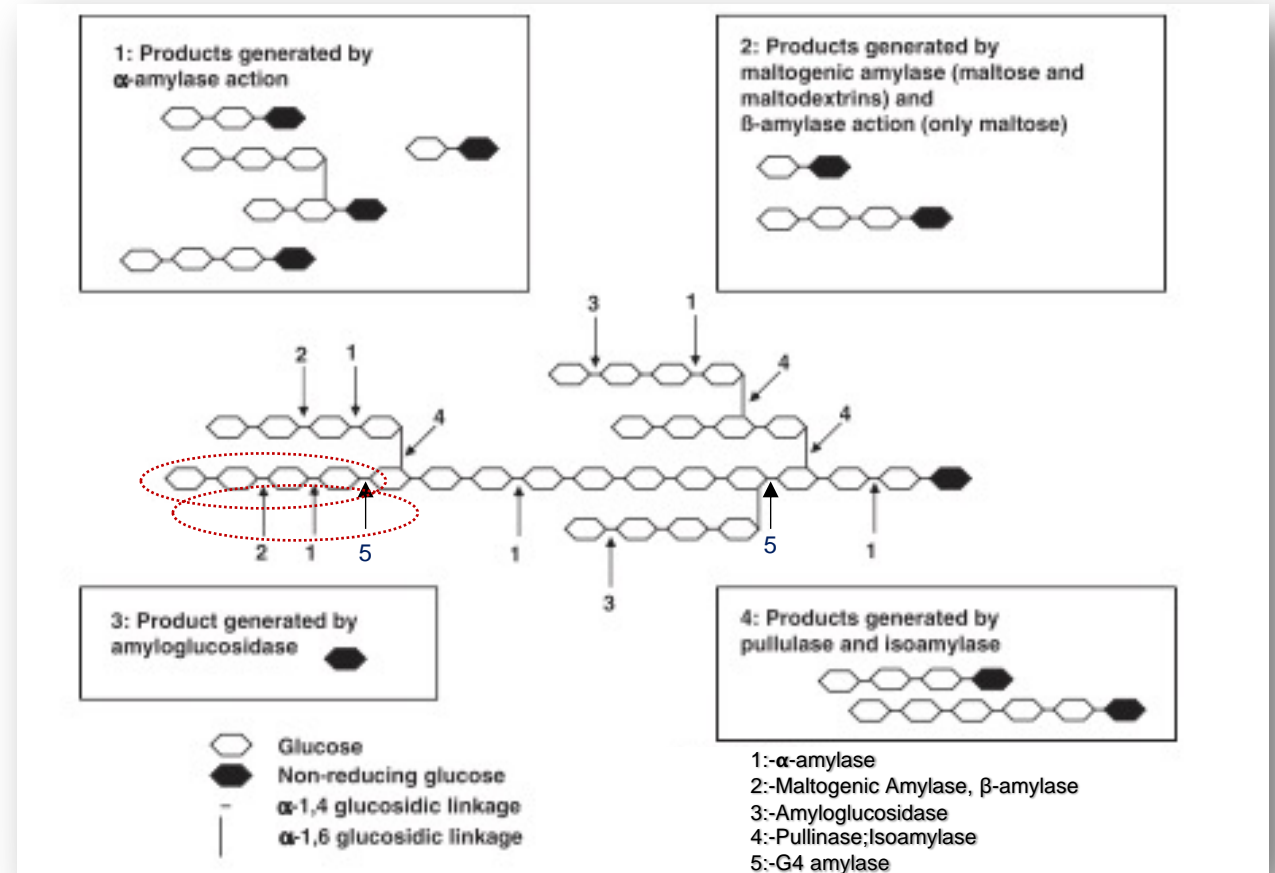 1: Products generated by
α-amylase action
2: Products generated by
maltogenic amylase (maltose and
maltodextrins) and
ß-amylase action (only maltose)
3
1
4
2
1
4
4
2
1
5
1
5
1
3
3: Product generated by
amyloglucosidase
4: Products generated by
pullulase and isoamylase
Glucose
Non-reducing glucose
α-1,4 glucosidic linkage
α-1,6 glucosidic linkage
1:-α-amylase
2:-Maltogenic Amylase, β-amylase
3:-Amyloglucosidase
4:-Pullinase;Isoamylase
5:-G4 amylase